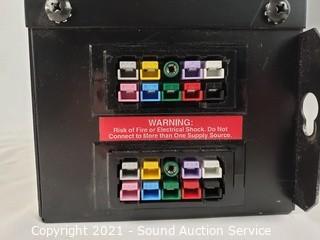 WARNING:
Risk of Fire or Electrical Shock. Do Not
Connect to More than One Supply Source.
Copyright 2021 - Sound Auction Service